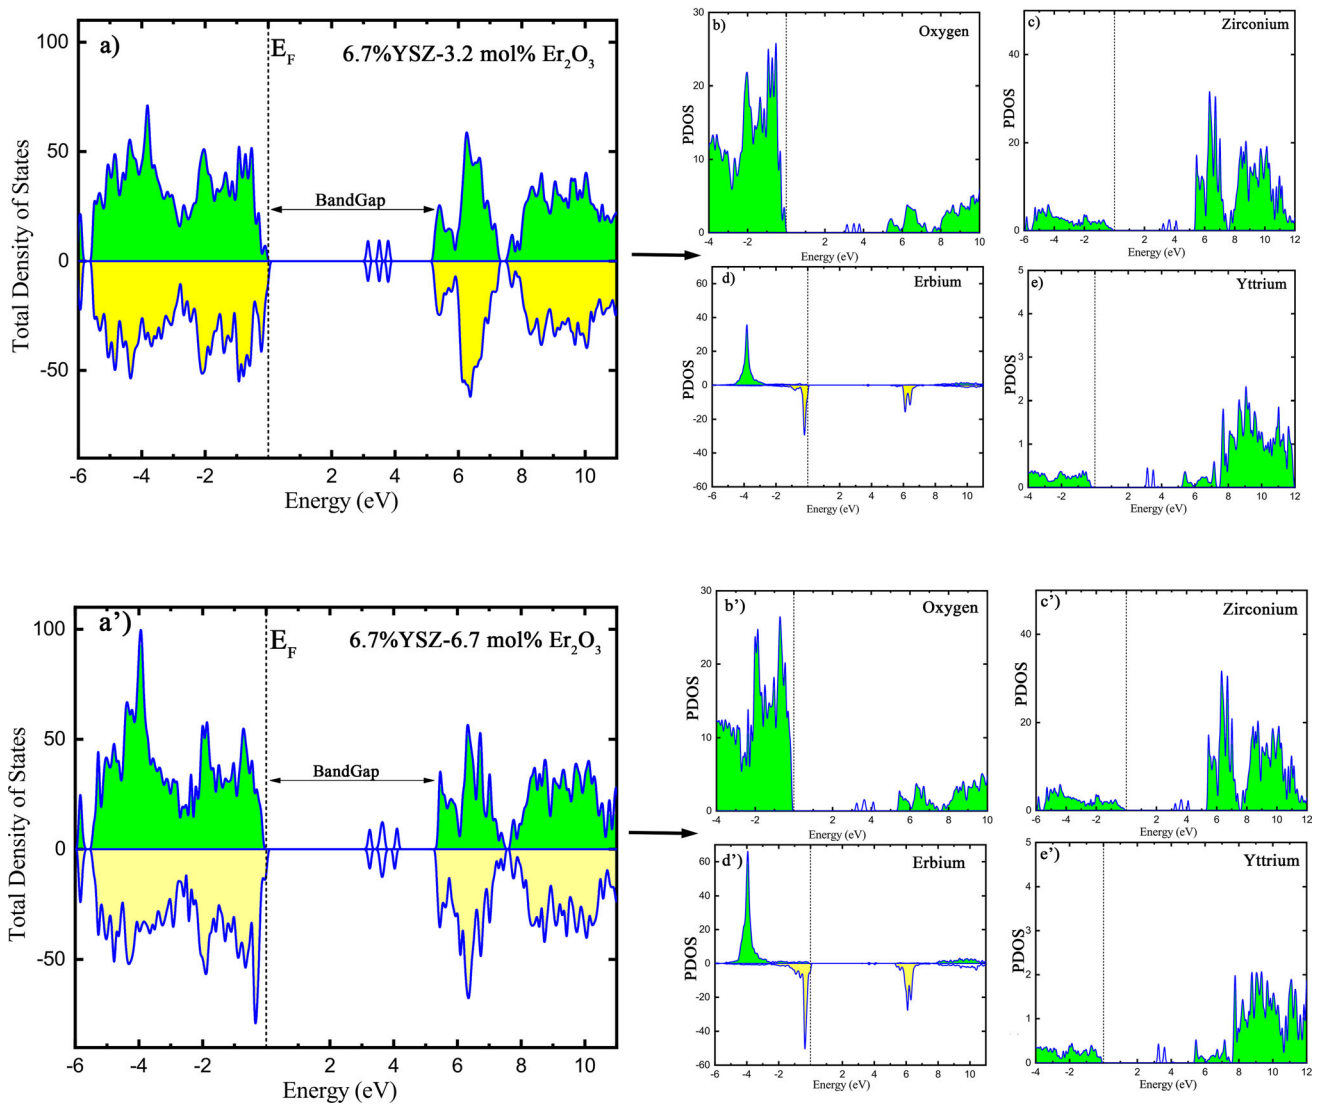 a)
E_F
6.7%YSZ-3.2 mol% Er₂O₃
BandGap
Total Density of States
100
50
0
-50
-6 -4 -2 0 2 4 6 8 10
Energy (eV)
b)
Oxygen
PDOS
30
20
10
0
-4 -2 2 4 6 8 10
Energy (eV)
c)
Zirconium
PDOS
40
20
0
-6 -4 -2 0 2 4 6 8 10 12
Energy (eV)
d)
Erbium
PDOS
60
40
20
0
-20
-40
-60
-6 -4 -2 0 2 4 6 8 10
Energy (eV)
e)
Yttrium
PDOS
5
4
3
2
1
0
-4 -2 2 4 6 8 10 12
Energy (eV)
a’)
E_F
6.7%YSZ-6.7 mol% Er₂O₃
BandGap
Total Density of States
100
50
0
-50
-6 -4 -2 0 2 4 6 8 10
Energy (eV)
b’)
Oxygen
PDOS
30
20
10
0
-4 -2 2 4 6 8 10
Energy (eV)
c’)
Zirconium
PDOS
40
20
0
-6 -4 -2 0 2 4 6 8 10 12
Energy (eV)
d’)
Erbium
PDOS
60
40
20
0
-20
-40
-60
-6 -4 -2 0 2 4 6 8 10
Energy (eV)
e’)
Yttrium
PDOS
5
4
3
2
1
0
-4 -2 0 2 4 6 8 10 12
Energy (eV)